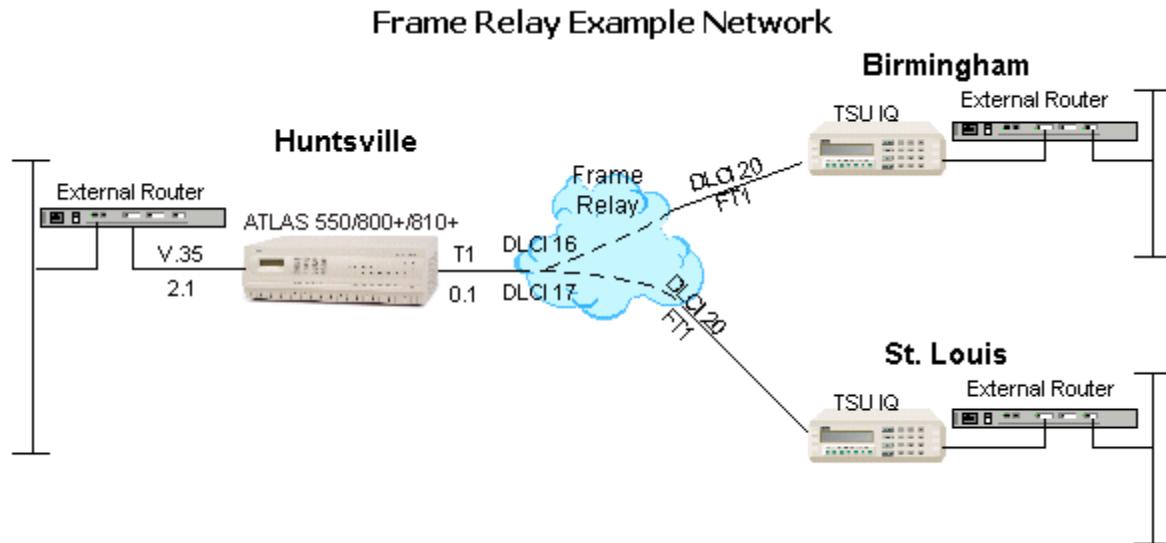 Frame Relay Example Network
Birmingham
TSU IQ
External Router
Huntsville
External Router
ATLAS 550/800+/810+
V.35
2.1
T1
0.1
Frame
Relay
DLCI 16
DLCI 17
DLCI 20
FT1
DLCI 20
FT1
St. Louis
TSU IQ
External Router